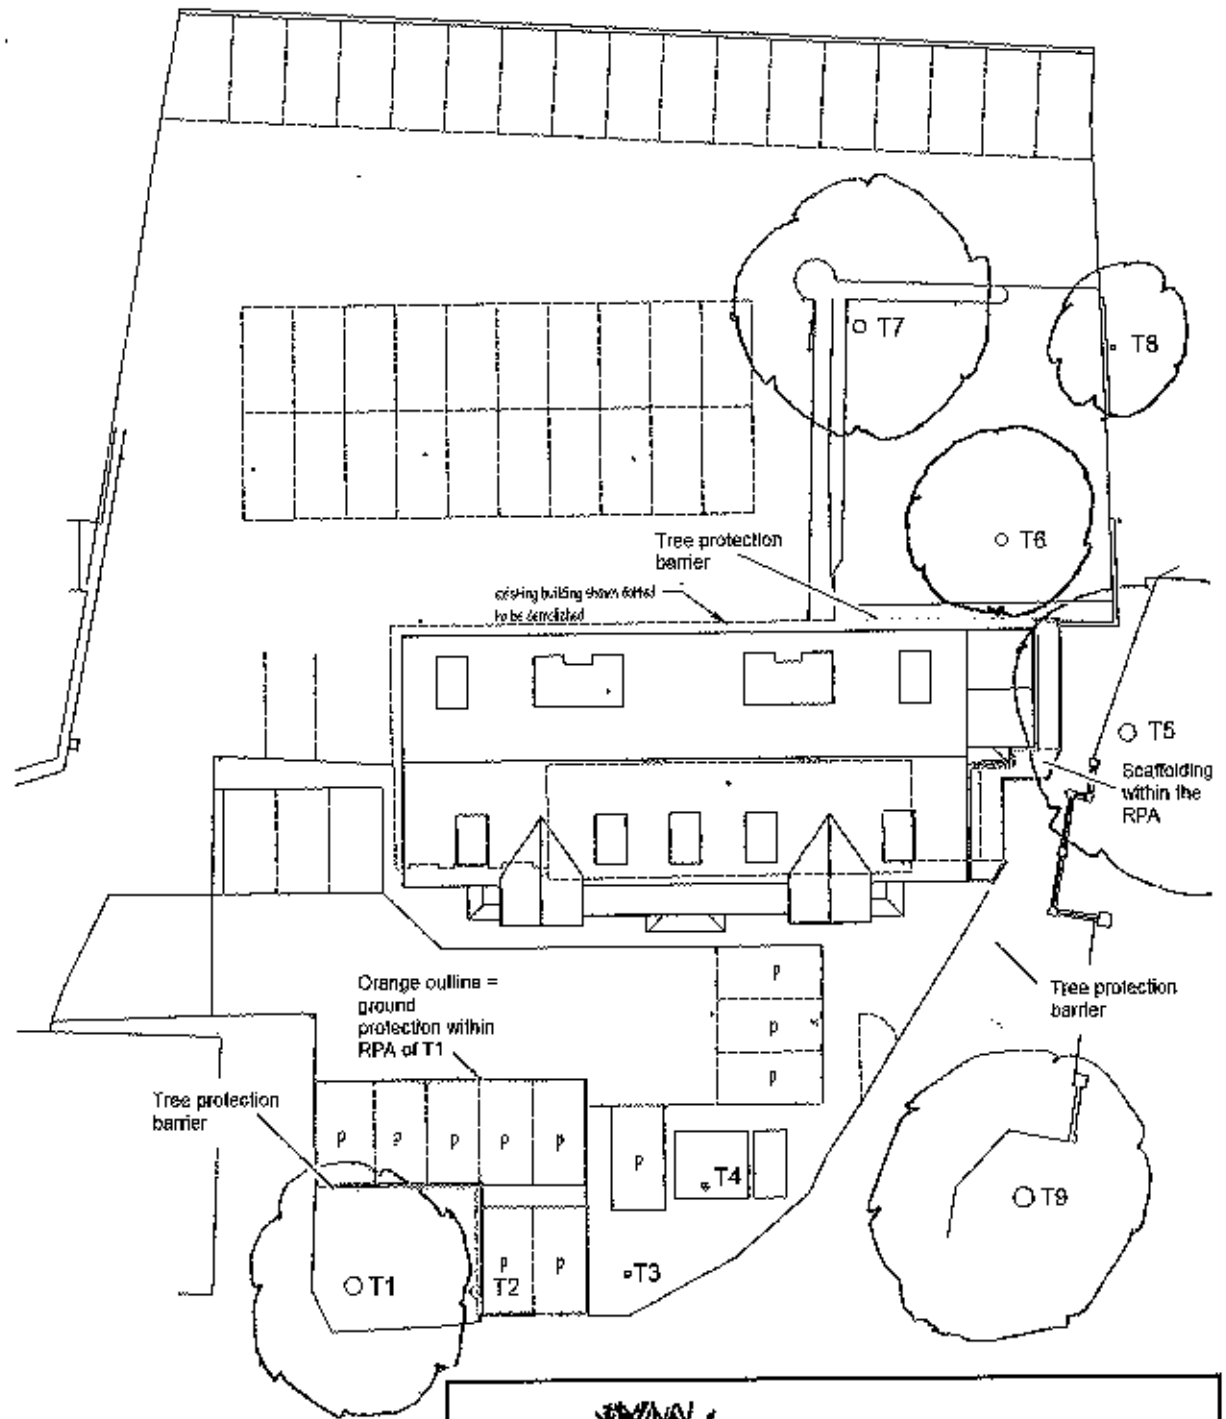 T7
T8
T6
Tree protection
barrier
existing building shown dotted
to be demolished
T5
Scaffolding
within the
RPA
Orange outline =
ground
protection within
RPA of T1
p
p
p
Tree protection
barrier
Tree protection
barrier
p
p
p
p
p
p
T4
T9
p
p
T1
T2
T3